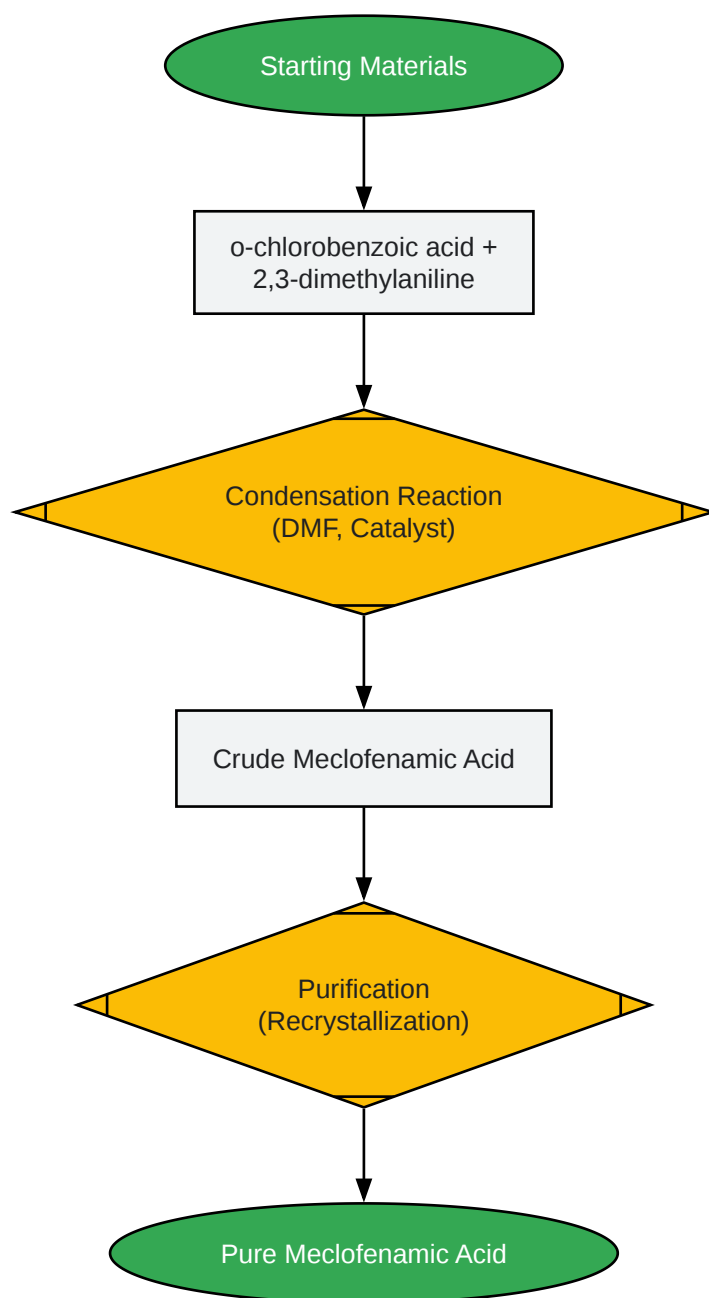 Starting Materials
o-chlorobenzoic acid +
2,3-dimethylaniline
Condensation Reaction
(DMF, Catalyst)
Crude Meclofenamic Acid
Purification
(Recrystallization)
Pure Meclofenamic Acid